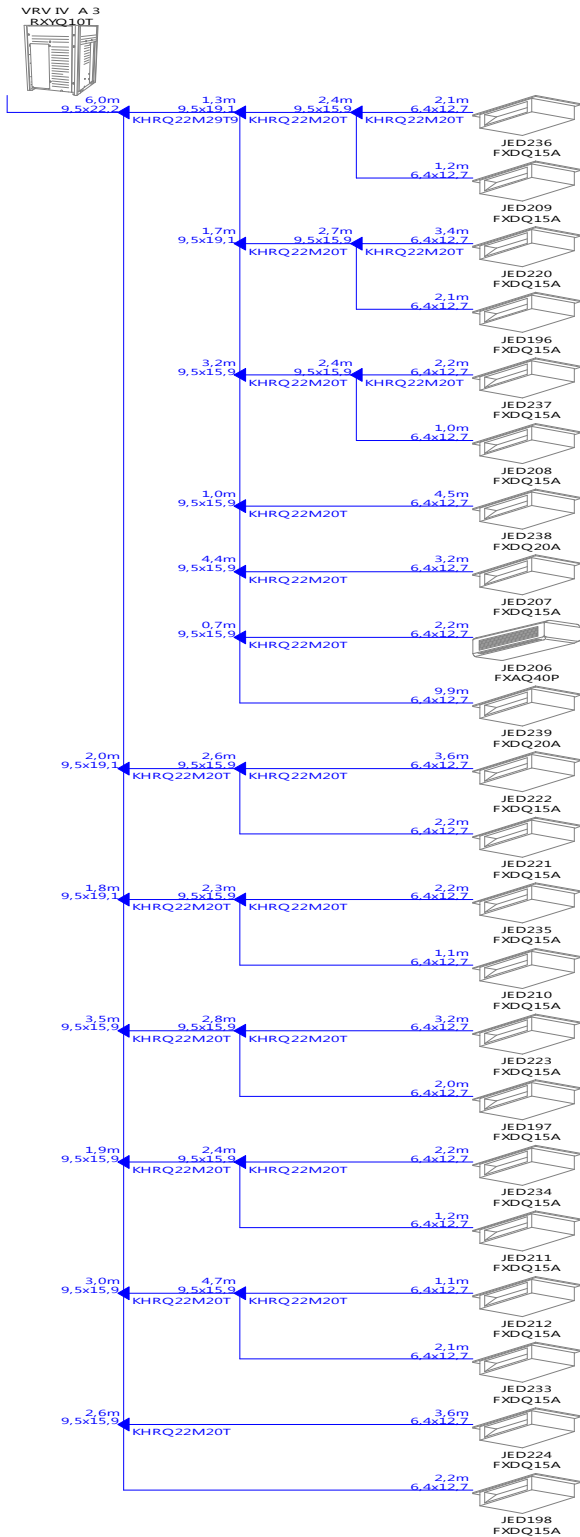 VRV IV A 3
RXYQ10T
6,0m 1,3m 2,4m 2,1m
9,5x22,2 9,5x19,1 9,5x15,9 6,4x12,7
KHRQ22M29T9 KHRQ22M20T KHRQ22M20T
JED236
FXDQ15A
1,2m
6,4x12,7
JED209
FXDQ15A
1,7m 2,7m 3,4m
9,5x19,1 9,5x15,9 6,4x12,7
KHRQ22M20T KHRQ22M20T
JED220
FXDQ15A
2,1m
6,4x12,7
JED196
FXDQ15A
3,2m 2,4m 2,2m
9,5x15,9 9,5x15,9 6,4x12,7
KHRQ22M20T KHRQ22M20T
JED237
FXDQ15A
1,0m
6,4x12,7
JED208
FXDQ15A
1,0m 4,5m
9,5x15,9 6,4x12,7
KHRQ22M20T
JED238
FXDQ20A
4,4m 3,2m
9,5x15,9 6,4x12,7
KHRQ22M20T
JED207
FXDQ15A
0,7m 2,2m
9,5x15,9 6,4x12,7
KHRQ22M20T
JED206
FXAQ40P
9,9m
6,4x12,7
JED239
FXDQ20A
2,0m 2,6m 3,6m
9,5x19,1 9,5x15,9 6,4x12,7
KHRQ22M20T KHRQ22M20T
JED222
FXDQ15A
2,2m
6,4x12,7
JED221
FXDQ15A
1,8m 2,3m 2,2m
9,5x19,1 9,5x15,9 6,4x12,7
KHRQ22M20T KHRQ22M20T
JED235
FXDQ15A
1,1m
6,4x12,7
JED210
FXDQ15A
3,5m 2,8m 3,2m
9,5x15,9 9,5x15,9 6,4x12,7
KHRQ22M20T KHRQ22M20T
JED223
FXDQ15A
2,0m
6,4x12,7
JED197
FXDQ15A
1,9m 2,4m 2,2m
9,5x15,9 9,5x15,9 6,4x12,7
KHRQ22M20T KHRQ22M20T
JED234
FXDQ15A
1,2m
6,4x12,7
JED211
FXDQ15A
3,0m 4,7m 1,1m
9,5x15,9 9,5x15,9 6,4x12,7
KHRQ22M20T KHRQ22M20T
JED212
FXDQ15A
2,1m
6,4x12,7
JED233
FXDQ15A
2,6m 3,6m
9,5x15,9 6,4x12,7
KHRQ22M20T
JED224
FXDQ15A
2,2m
6,4x12,7
JED198
FXDQ15A